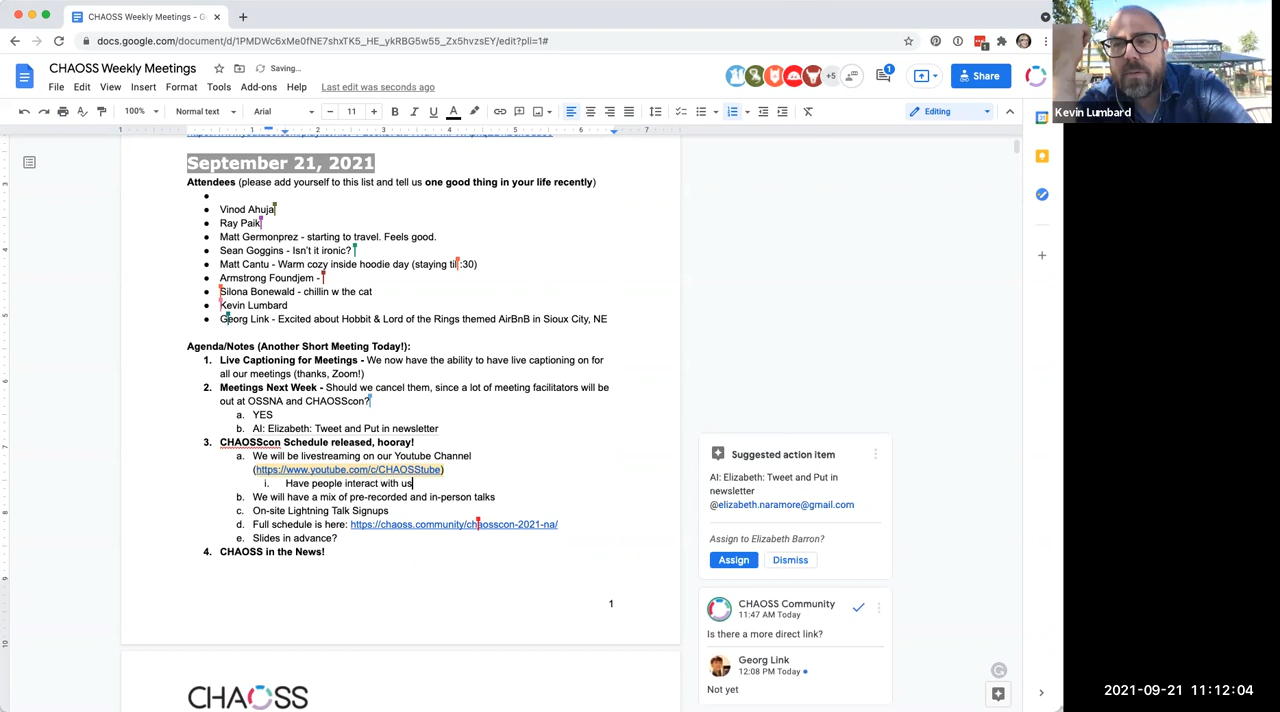 CHAOSS Weekly Meetings - G
docs.google.com/document/d/1PMDWc6xMe0fNE7shxTK5_HE_ykRBG5w55_Zx5hvzsEY/edit?pli=1#
CHAOSS Weekly Meetings
Saving...
File Edit View Insert Format Tools Add-ons Help Last edit was seconds ago
+5
1
Share
100% Normal text Arial 11 B I U A Editing
Kevin Lumbard
1 1 2 3 4 5 6 7
September 21, 2021
Attendees (please add yourself to this list and tell us one good thing in your life recently)
Vinod Ahuja
Ray Paik
Matt Germonprez - starting to travel. Feels good.
Sean Goggins - Isn't it ironic?
Matt Cantu - Warm cozy inside hoodie day (staying til :30)
Armstrong Foundjem -
Silona Bonewald - chillin w the cat
Kevin Lumbard
Georg Link - Excited about Hobbit & Lord of the Rings themed AirBnB in Sioux City, NE
Agenda/Notes (Another Short Meeting Today!):
1. Live Captioning for Meetings - We now have the ability to have live captioning on for
all our meetings (thanks, Zoom!)
2. Meetings Next Week - Should we cancel them, since a lot of meeting facilitators will be
out at OSSNA and CHAOSScon?
a. YES
b. AI: Elizabeth: Tweet and Put in newsletter
3. CHAOSScon Schedule released, hooray!
a. We will be livestreaming on our Youtube Channel
(https://www.youtube.com/c/CHAOSStube)
i. Have people interact with us
b. We will have a mix of pre-recorded and in-person talks
c. On-site Lightning Talk Signups
d. Full schedule is here: https://chaoss.community/chaosscon-2021-na/
e. Slides in advance?
4. CHAOSS in the News!
1
CHAOSS
Suggested action item
AI: Elizabeth: Tweet and Put in
newsletter
@elizabeth.naramore@gmail.com
Assign to Elizabeth Barron?
Assign Dismiss
CHAOSS Community
11:47 AM Today
Is there a more direct link?
Georg Link
12:08 PM Today
Not yet
2021-09-21 11:12:04